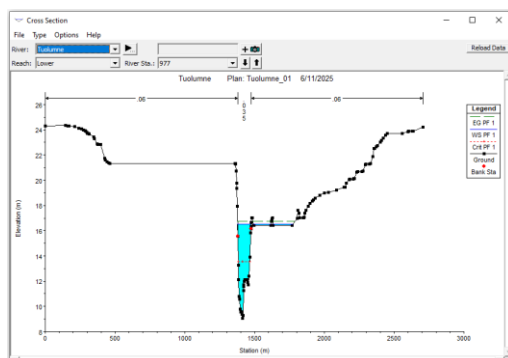 Cross Section
File Type Options Help
River: Tuolumne
Reload Data
Reach: Lower River Sta.: 977
Tuolumne Plan: Tuolumne_01 6/11/2025
.06 .035 .06
Legend
EG PF 1
WS PF 1
Crit PF 1
Ground
Bank Sta
Elevation (m)
26
24
22
20
18
16
14
12
10
8
0 500 1000 1500 2000 2500 3000
Station (m)